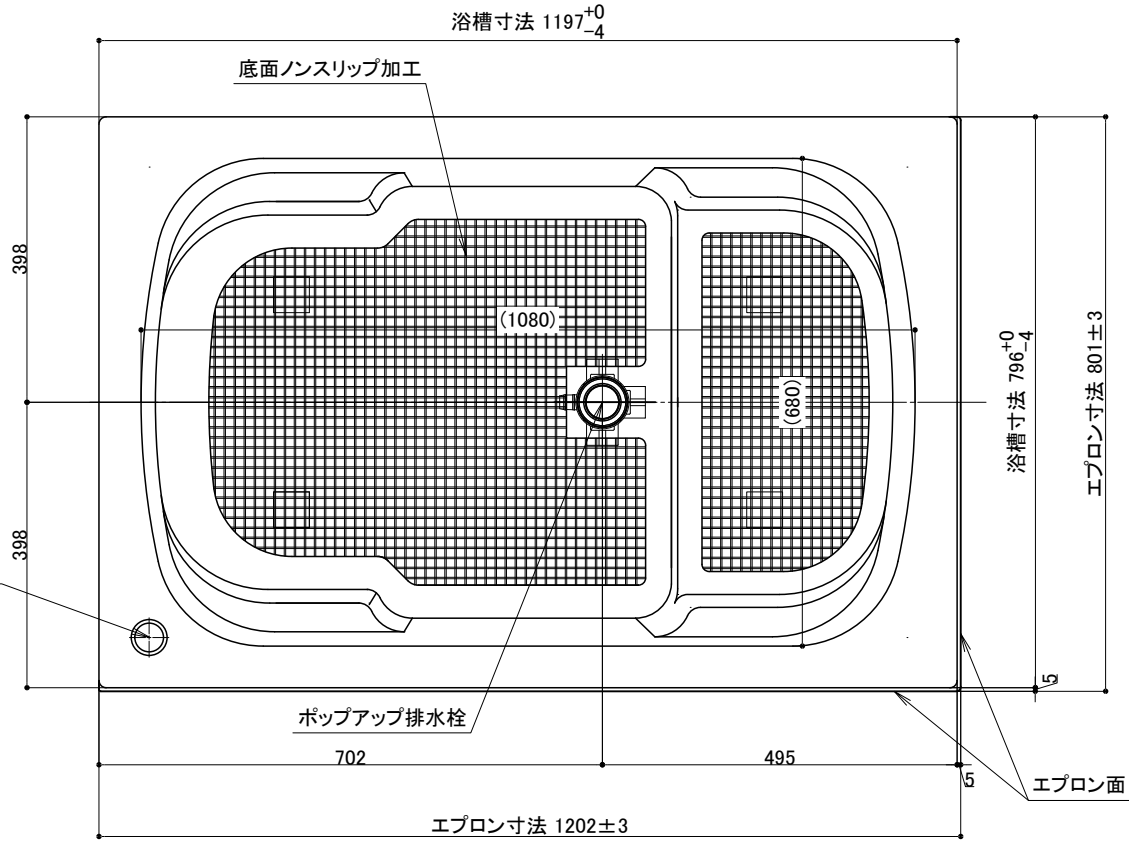 浴槽寸法 1197+0-4
底面ノンスリップ加工
398
(1080)
(680)
浴槽寸法 796+0-4
エプロン寸法 801±3
398
5
ポップアップ排水栓
702
495
5
エプロン面
エプロン寸法 1202±3